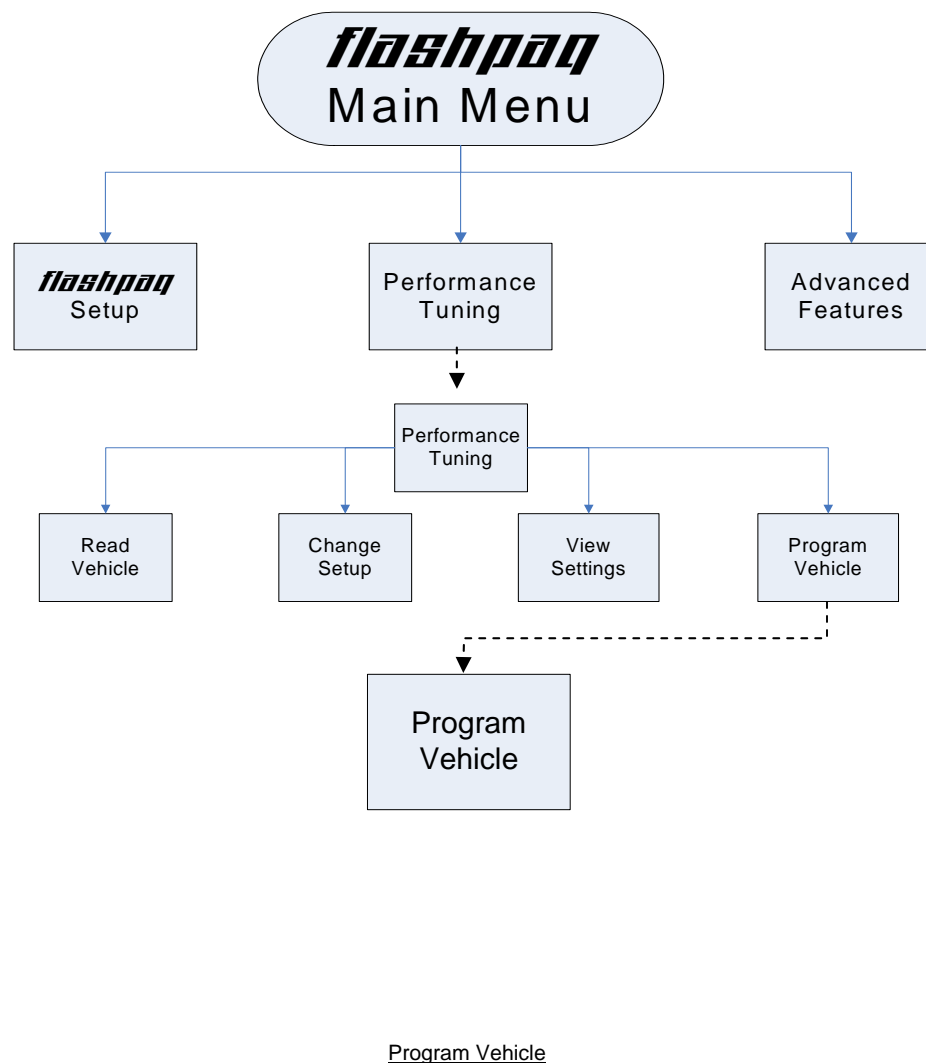 flashpaq
Main Menu
flashpaq
Setup
Performance
Tuning
Advanced
Features
Performance
Tuning
Read
Vehicle
Change
Setup
View
Settings
Program
Vehicle
Program
Vehicle
Program Vehicle